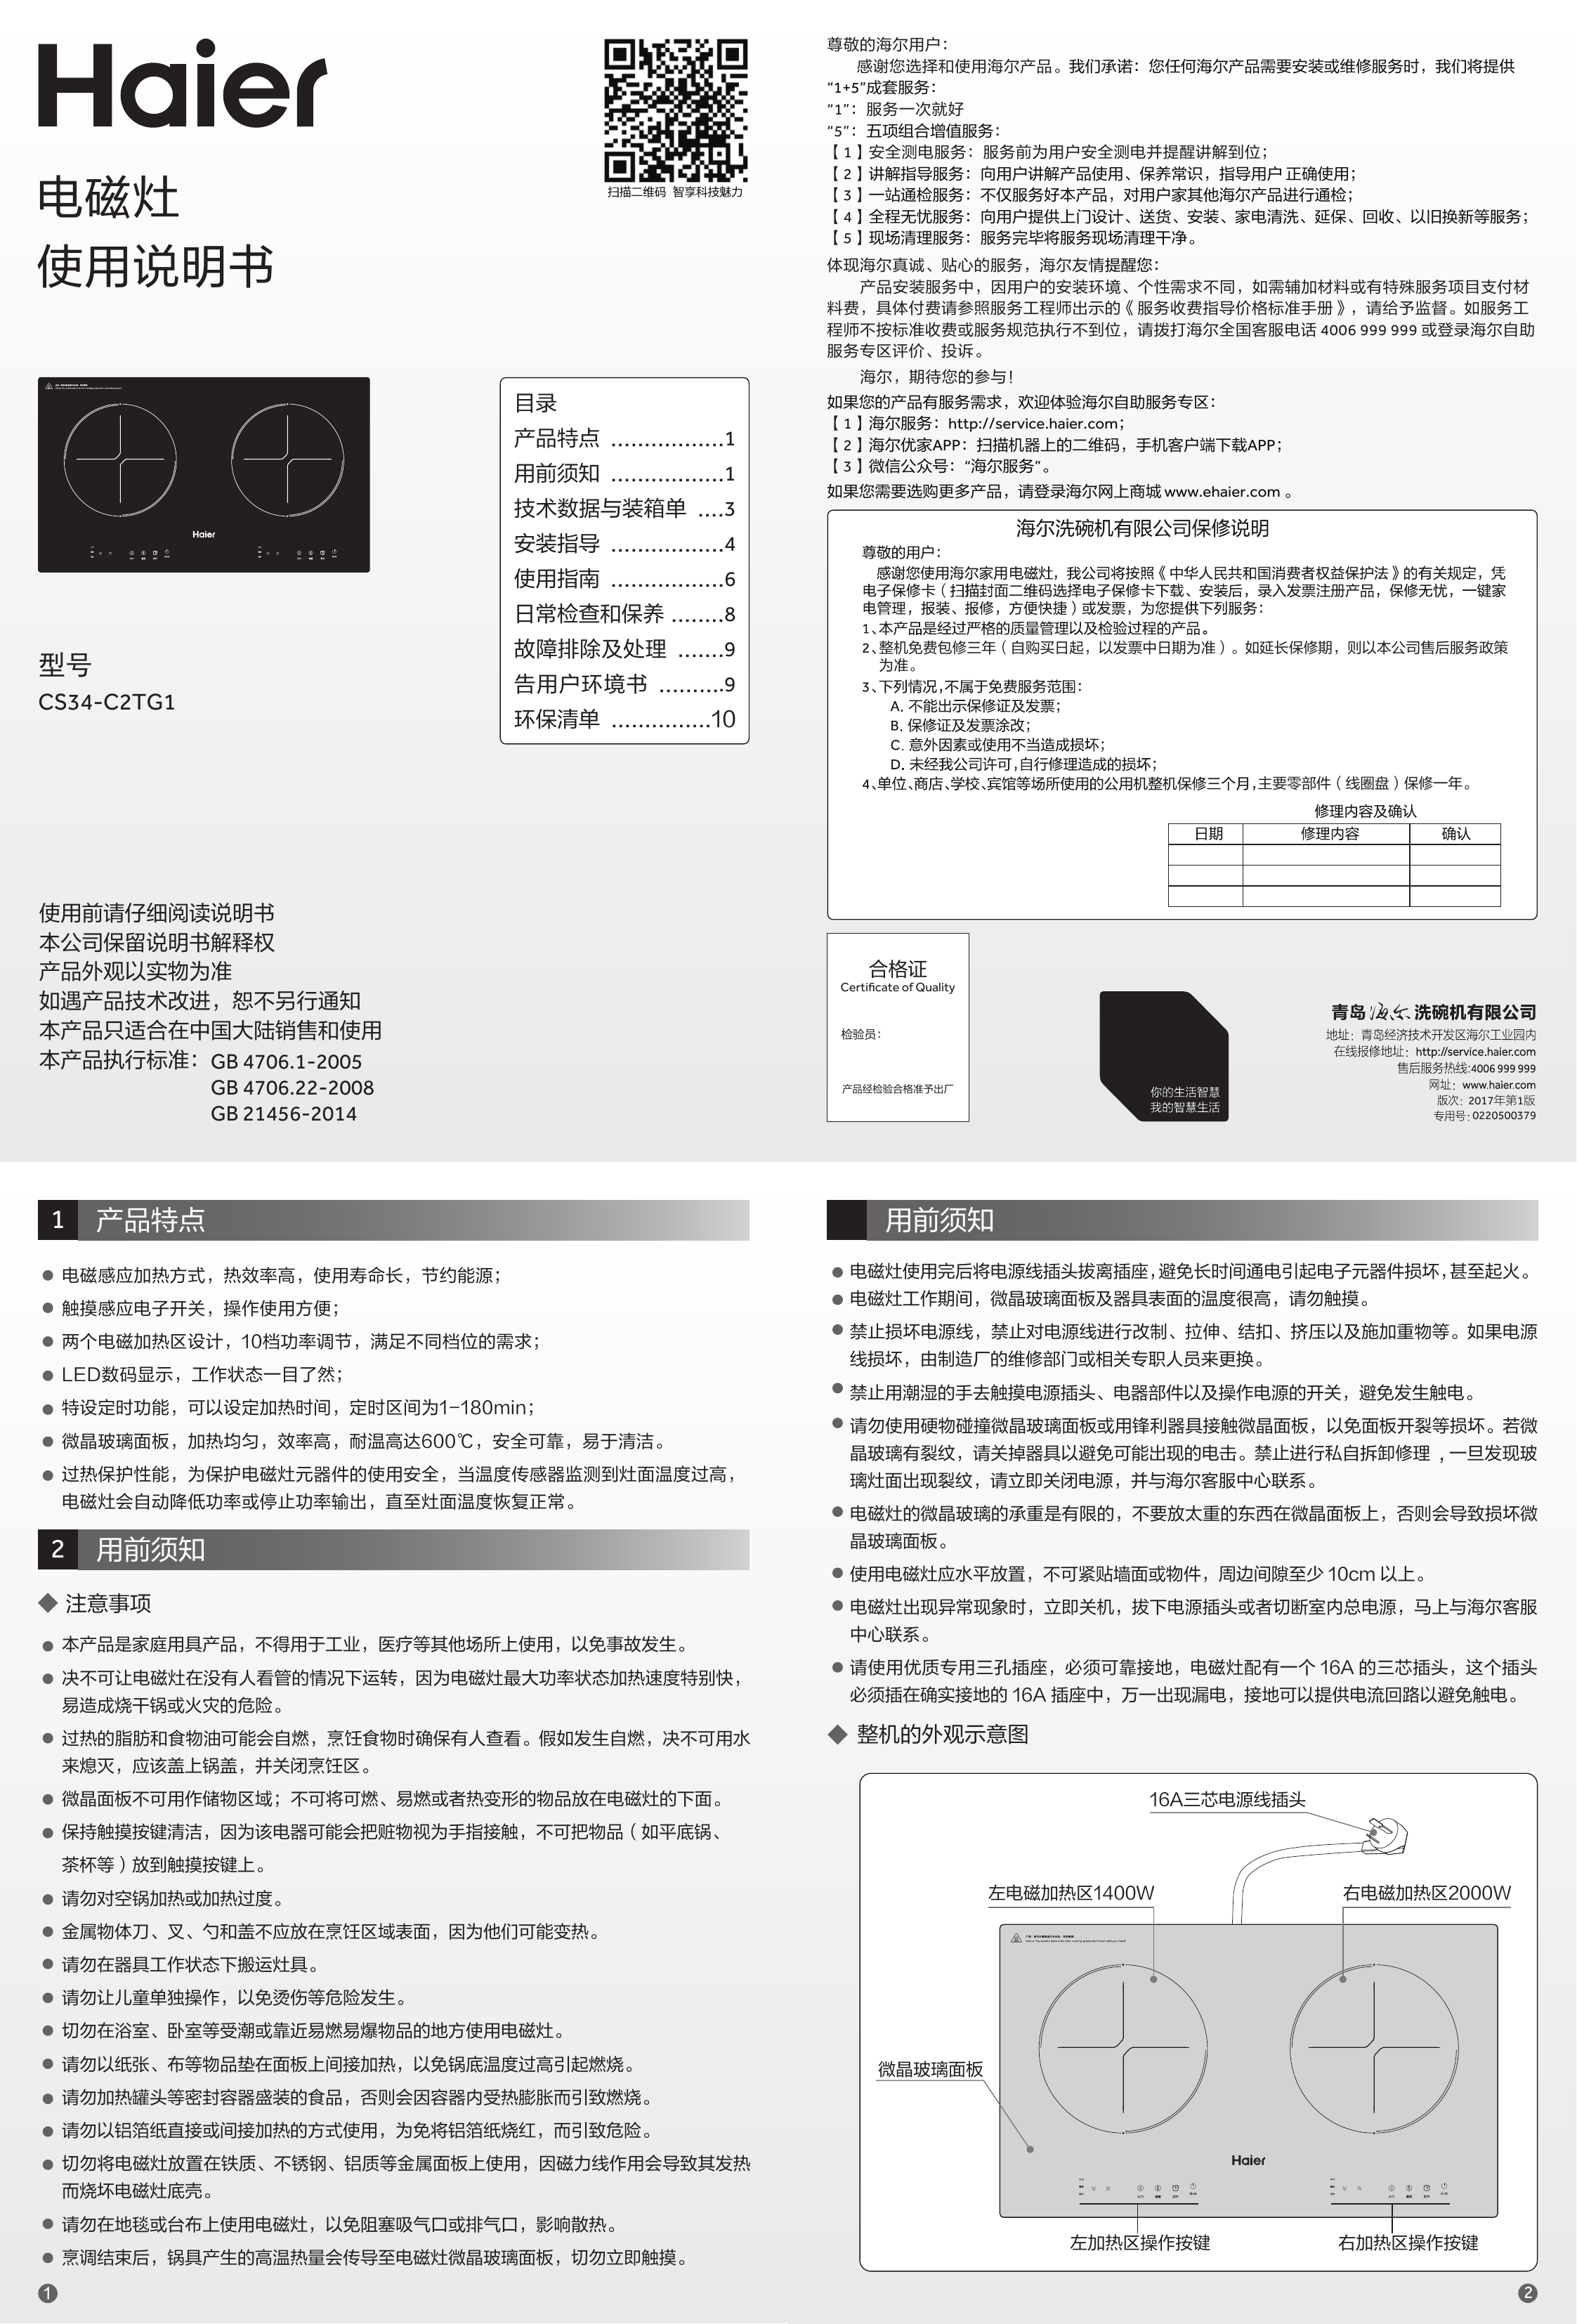 Haier
扫描二维码 智享科技魅力
电磁灶
使用说明书
Haier
目录
产品特点 .................1
用前须知 .................1
技术数据与装箱单 ....3
安装指导 .................4
使用指南 .................6
日常检查和保养 ........8
故障排除及处理 .......9
告用户环境书 ..........9
环保清单 ...............10
型号
CS34-C2TG1
使用前请仔细阅读说明书
本公司保留说明书解释权
产品外观以实物为准
如遇产品技术改进，恕不另行通知
本产品只适合在中国大陆销售和使用
本产品执行标准：GB 4706.1-2005
GB 4706.22-2008
GB 21456-2014
尊敬的海尔用户：
感谢您选择和使用海尔产品。我们承诺：您任何海尔产品需要安装或维修服务时，我们将提供
“1+5”成套服务：
“1”：服务一次就好
“5”：五项组合增值服务：
【1】安全测电服务：服务前为用户安全测电并提醒讲解到位；
【2】讲解指导服务：向用户讲解产品使用、保养常识，指导用户 正确使用；
【3】一站通检服务：不仅服务好本产品，对用户家其他海尔产品进行通检；
【4】全程无忧服务：向用户提供上门设计、送货、安装、家电清洗、延保、回收、以旧换新等服务；
【5】现场清理服务：服务完毕将服务现场清理干净。
体现海尔真诚、贴心的服务，海尔友情提醒您：
产品安装服务中，因用户的安装环境、个性需求不同，如需辅加材料或有特殊服务项目支付材
料费，具体付费请参照服务工程师出示的《服务收费指导价格标准手册》，请给予监督。如服务工
程师不按标准收费或服务规范执行不到位，请拨打海尔全国客服电话 4006 999 999 或登录海尔自助
服务专区评价、投诉。
海尔，期待您的参与！
如果您的产品有服务需求，欢迎体验海尔自助服务专区：
【1】海尔服务：http://service.haier.com；
【2】海尔优家APP：扫描机器上的二维码，手机客户端下载APP；
【3】微信公众号：“海尔服务”。
如果您需要选购更多产品，请登录海尔网上商城 www.ehaier.com 。
海尔洗碗机有限公司保修说明
尊敬的用户：
感谢您使用海尔家用电磁灶，我公司将按照《中华人民共和国消费者权益保护法》的有关规定，凭
电子保修卡（扫描封面二维码选择电子保修卡下载、安装后，录入发票注册产品，保修无忧，一键家
电管理，报装、报修，方便快捷）或发票，为您提供下列服务：
1、本产品是经过严格的质量管理以及检验过程的产品。
2、整机免费包修三年（自购买日起，以发票中日期为准）。如延长保修期，则以本公司售后服务政策
为准。
3、下列情况，不属于免费服务范围：
A. 不能出示保修证及发票；
B. 保修证及发票涂改；
C. 意外因素或使用不当造成损坏；
D. 未经我公司许可，自行修理造成的损坏；
4、单位、商店、学校、宾馆等场所使用的公用机整机保修三个月，主要零部件（线圈盘）保修一年。
修理内容及确认
日期 修理内容 确认
合格证
Certificate of Quality
检验员：
产品经检验合格准予出厂
你的生活智慧
我的智慧生活
青岛海尔洗碗机有限公司
地址：青岛经济技术开发区海尔工业园内
在线报修地址：http://service.haier.com
售后服务热线:4006 999 999
网址：www.haier.com
版次：2017年第1版
专用号：0220500379
1 产品特点
● 电磁感应加热方式，热效率高，使用寿命长，节约能源；
● 触摸感应电子开关，操作使用方便；
● 两个电磁加热区设计，10档功率调节，满足不同档位的需求；
● LED数码显示，工作状态一目了然；
● 特设定时功能，可以设定加热时间，定时区间为1-180min；
● 微晶玻璃面板，加热均匀，效率高，耐温高达600℃，安全可靠，易于清洁。
● 过热保护性能，为保护电磁灶元器件的使用安全，当温度传感器监测到灶面温度过高，
电磁灶会自动降低功率或停止功率输出，直至灶面温度恢复正常。
2 用前须知
◆ 注意事项
● 本产品是家庭用具产品，不得用于工业，医疗等其他场所上使用，以免事故发生。
● 决不可让电磁灶在没有人看管的情况下运转，因为电磁灶最大功率状态加热速度特别快，
易造成烧干锅或火灾的危险。
● 过热的脂肪和食物油可能会自燃，烹饪食物时确保有人查看。假如发生自燃，决不可用水
来熄灭，应该盖上锅盖，并关闭烹饪区。
● 微晶面板不可用作储物区域；不可将可燃、易燃或者热变形的物品放在电磁灶的下面。
● 保持触摸按键清洁，因为该电器可能会把赃物视为手指接触，不可把物品（如平底锅、
茶杯等）放到触摸按键上。
● 请勿对空锅加热或加热过度。
● 金属物体刀、叉、勺和盖不应放在烹饪区域表面，因为他们可能变热。
● 请勿在器具工作状态下搬运灶具。
● 请勿让儿童单独操作，以免烫伤等危险发生。
● 切勿在浴室、卧室等受潮或靠近易燃易爆物品的地方使用电磁灶。
● 请勿以纸张、布等物品垫在面板上间接加热，以免锅底温度过高引起燃烧。
● 请勿加热罐头等密封容器盛装的食品，否则会因容器内受热膨胀而引致燃烧。
● 请勿以铝箔纸直接或间接加热的方式使用，为免将铝箔纸烧红，而引致危险。
● 切勿将电磁灶放置在铁质、不锈钢、铝质等金属面板上使用，因磁力线作用会导致其发热
而烧坏电磁灶底壳。
● 请勿在地毯或台布上使用电磁灶，以免阻塞吸气口或排气口，影响散热。
● 烹调结束后，锅具产生的高温热量会传导至电磁灶微晶玻璃面板，切勿立即触摸。
1
用前须知
● 电磁灶使用完后将电源线插头拔离插座，避免长时间通电引起电子元器件损坏，甚至起火。
● 电磁灶工作期间，微晶玻璃面板及器具表面的温度很高，请勿触摸。
● 禁止损坏电源线，禁止对电源线进行改制、拉伸、结扣、挤压以及施加重物等。如果电源
线损坏，由制造厂的维修部门或相关专职人员来更换。
● 禁止用潮湿的手去触摸电源插头、电器部件以及操作电源的开关，避免发生触电。
● 请勿使用硬物碰撞微晶玻璃面板或用锋利器具接触微晶面板，以免面板开裂等损坏。若微
晶玻璃有裂纹，请关掉器具以避免可能出现的电击。禁止进行私自拆卸修理 ，一旦发现玻
璃灶面出现裂纹，请立即关闭电源，并与海尔客服中心联系。
● 电磁灶的微晶玻璃的承重是有限的，不要放太重的东西在微晶面板上，否则会导致损坏微
晶玻璃面板。
● 使用电磁灶应水平放置，不可紧贴墙面或物件，周边间隙至少 10cm 以上。
● 电磁灶出现异常现象时，立即关机，拔下电源插头或者切断室内总电源，马上与海尔客服
中心联系。
● 请使用优质专用三孔插座，必须可靠接地，电磁灶配有一个 16A 的三芯插头，这个插头
必须插在确实接地的 16A 插座中，万一出现漏电，接地可以提供电流回路以避免触电。
◆ 整机的外观示意图
16A三芯电源线插头
左电磁加热区1400W
右电磁加热区2000W
微晶玻璃面板
Haier
左加热区操作按键
右加热区操作按键
2